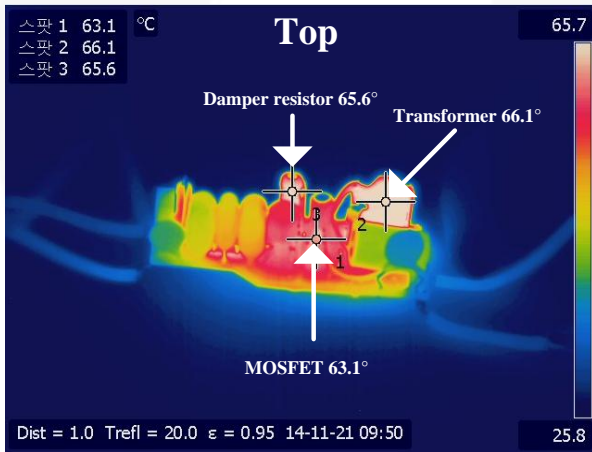 스팟 1 63.1 °C
스팟 2 66.1
스팟 3 65.6
Top
65.7
Damper resistor 65.6°
Transformer 66.1°
3
2
1
MOSFET 63.1°
Dist = 1.0 Trefl = 20.0 ε = 0.95 14-11-21 09:50
25.8